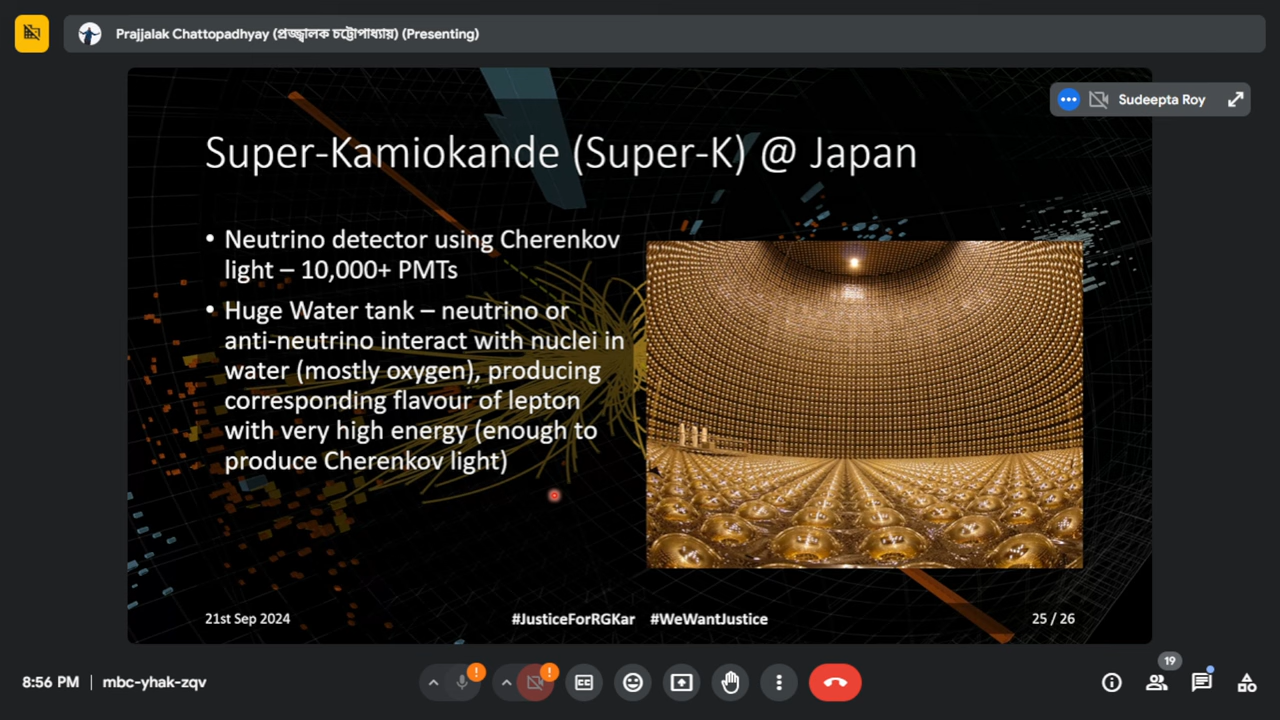 Prajjalak Chattopadhyay (প্রজ্জ্বালক চট্টোপাধ্যায়) (Presenting)
Sudeepta Roy
Super-Kamiokande (Super-K) @ Japan
• Neutrino detector using Cherenkov
light – 10,000+ PMTs
• Huge Water tank – neutrino or
anti-neutrino interact with nuclei in
water (mostly oxygen), producing
corresponding flavour of lepton
with very high energy (enough to
produce Cherenkov light)
21st Sep 2024 #JusticeForRGKar #WeWantJustice 25 / 26
19
8:56 PM | mbc-yhak-zqv